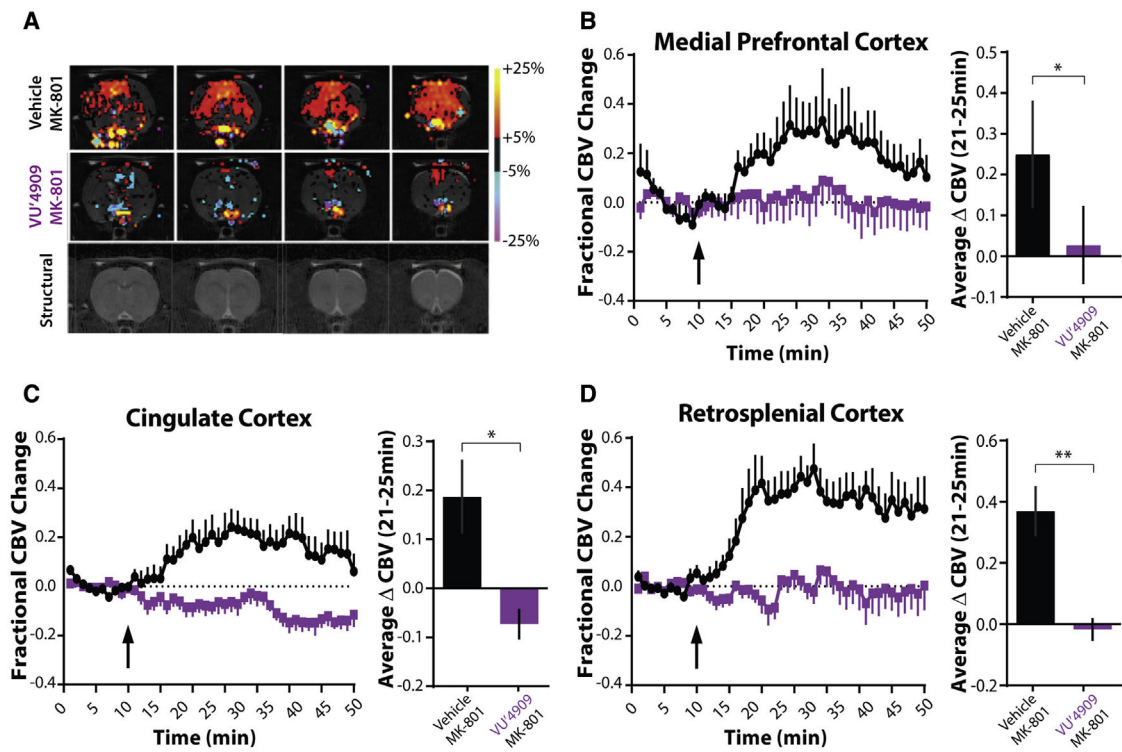 A
Vehicle
MK-801
VU'4909
MK-801
Structural
+25%
+5%
-5%
-25%
B
Medial Prefrontal Cortex
Fractional CBV Change
0.6
0.4
0.2
0.0
-0.2
-0.4
0 5 10 15 20 25 30 35 40 45 50
Time (min)
Average Δ CBV (21-25min)
0.5
0.4
0.3
0.2
0.1
0.0
-0.1
*
Vehicle
MK-801
VU'4909
MK-801
C
Cingulate Cortex
Fractional CBV Change
0.6
0.4
0.2
0.0
-0.2
-0.4
0 5 10 15 20 25 30 35 40 45 50
Time (min)
Average Δ CBV (21-25min)
0.3
0.2
0.1
0.0
-0.1
-0.2
*
Vehicle
MK-801
VU'4909
MK-801
D
Retrosplenial Cortex
Fractional CBV Change
0.6
0.4
0.2
0.0
-0.2
-0.4
0 5 10 15 20 25 30 35 40 45 50
Time (min)
Average Δ CBV (21-25min)
0.6
0.4
0.2
0.0
-0.2
**
Vehicle
MK-801
VU'4909
MK-801